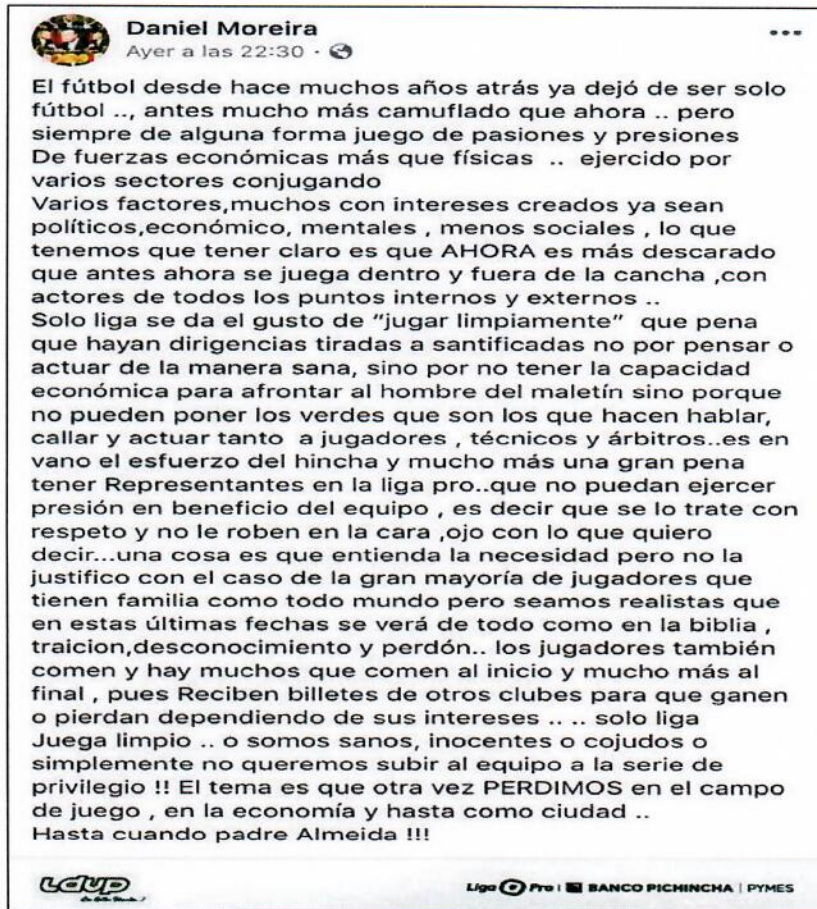 Daniel Moreira
Ayer a las 22:30 ·
El fútbol desde hace muchos años atrás ya dejó de ser solo
fútbol .., antes mucho más camuflado que ahora .. pero
siempre de alguna forma juego de pasiones y presiones
De fuerzas económicas más que físicas .. ejercido por
varios sectores conjugando
Varios factores,muchos con intereses creados ya sean
políticos,económico, mentales , menos sociales , lo que
tenemos que tener claro es que AHORA es más descarado
que antes ahora se juega dentro y fuera de la cancha ,con
actores de todos los puntos internos y externos ..
Solo liga se da el gusto de "jugar limpiamente" que pena
que hayan dirigencias tiradas a santificadas no por pensar o
actuar de la manera sana, sino por no tener la capacidad
económica para afrontar al hombre del maletín sino porque
no pueden poner los verdes que son los que hacen hablar,
callar y actuar tanto a jugadores , técnicos y árbitros..es en
vano el esfuerzo del hincha y mucho más una gran pena
tener Representantes en la liga pro..que no puedan ejercer
presión en beneficio del equipo , es decir que se lo trate con
respeto y no le roben en la cara ,ojo con lo que quiero
decir...una cosa es que entienda la necesidad pero no la
justifico con el caso de la gran mayoría de jugadores que
tienen familia como todo mundo pero seamos realistas que
en estas últimas fechas se verá de todo como en la biblia ,
traicion,desconocimiento y perdón.. los jugadores también
comen y hay muchos que comen al inicio y mucho más al
final , pues Reciben billetes de otros clubes para que ganen
o pierdan dependiendo de sus intereses .. .. solo liga
Juega limpio .. o somos sanos, inocentes o cojudos o
simplemente no queremos subir al equipo a la serie de
privilegio !! El tema es que otra vez PERDIMOS en el campo
de juego , en la economía y hasta como ciudad ..
Hasta cuando padre Almeida !!!
LDUP
Liga Pro | BANCO PICHINCHA | PYMES